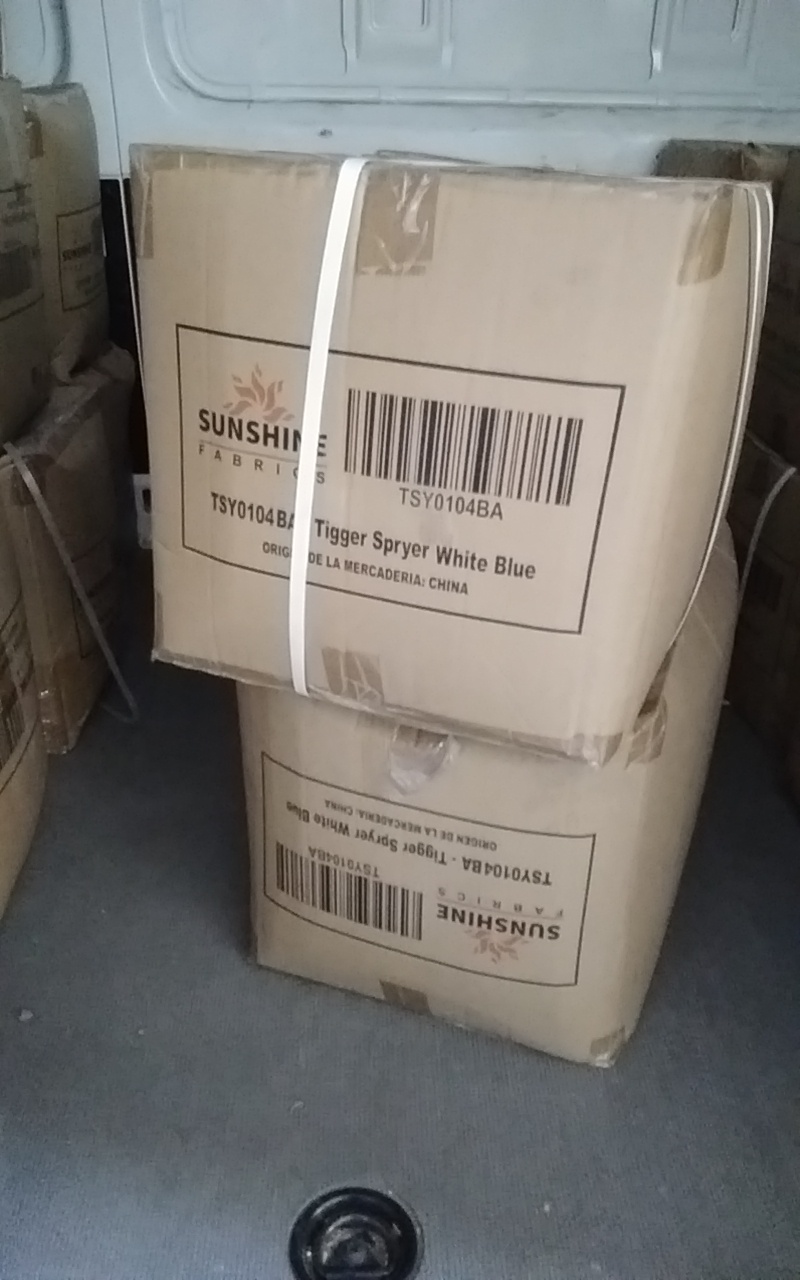 SUNSHINE
FABRICS
TSY0104BA
TSY0104BA - Tigger Spryer White Blue
ORIGEN DE LA MERCADERIA: CHINA
SUNSHINE
FABRICS
TSY0104BA
TSY0104BA - Tigger Spryer White Blue
ORIGEN DE LA MERCADERIA: CHINA
SUNSHINE